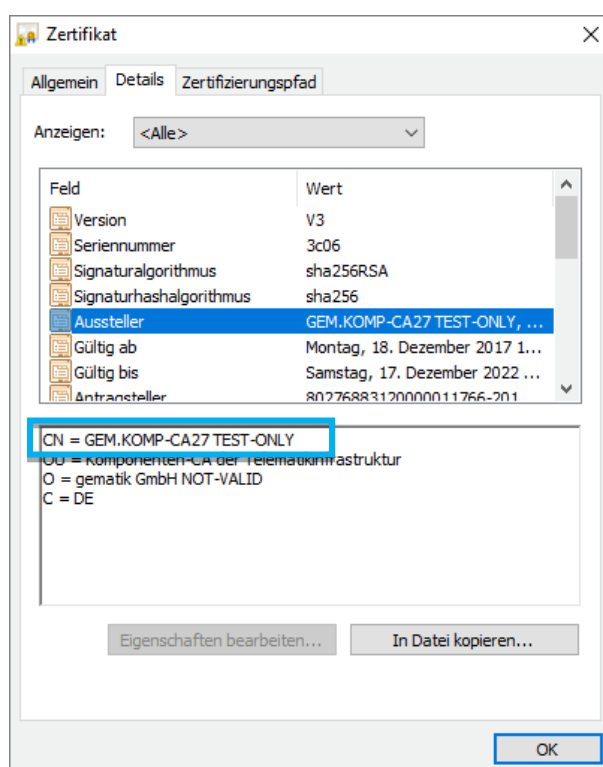 Zertifikat
Allgemein Details Zertifizierungspfad
Anzeigen: <Alle>
Feld Wert
Version V3
Seriennummer 3c06
Signaturalgorithmus sha256RSA
Signaturhashalgorithmus sha256
Aussteller GEM.KOMP-CA27 TEST-ONLY, ...
Gültig ab Montag, 18. Dezember 2017 1...
Gültig bis Samstag, 17. Dezember 2022 ...
Antragsteller 80276883120000011766-201
CN = GEM.KOMP-CA27 TEST-ONLY
OU = Komponenten-CA der Telematikinfrastruktur
O = gematik GmbH NOT-VALID
C = DE
Eigenschaften bearbeiten... In Datei kopieren...
OK